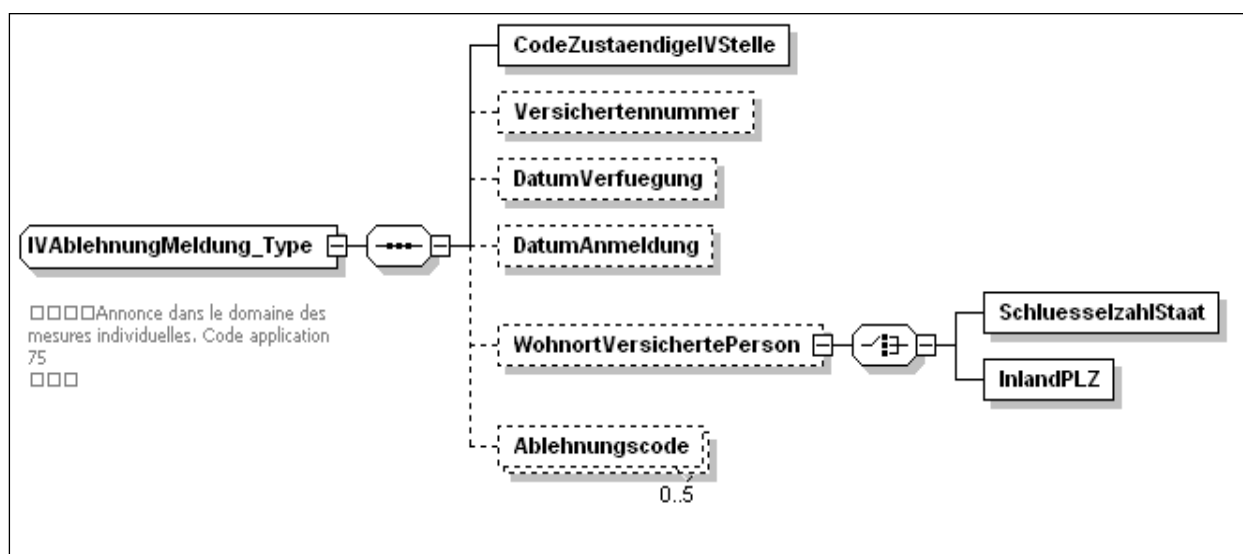 CodeZustaendigeIVStelle
Versichertennummer
DatumVerfuegung
DatumAnmeldung
IVAblehnungMeldung_Type
□□□□Annonce dans le domaine des
mesures individuelles. Code application
75
□□□
WohnortVersichertePerson
SchluesselzahlStaat
InlandPLZ
Ablehnungscode
0..5